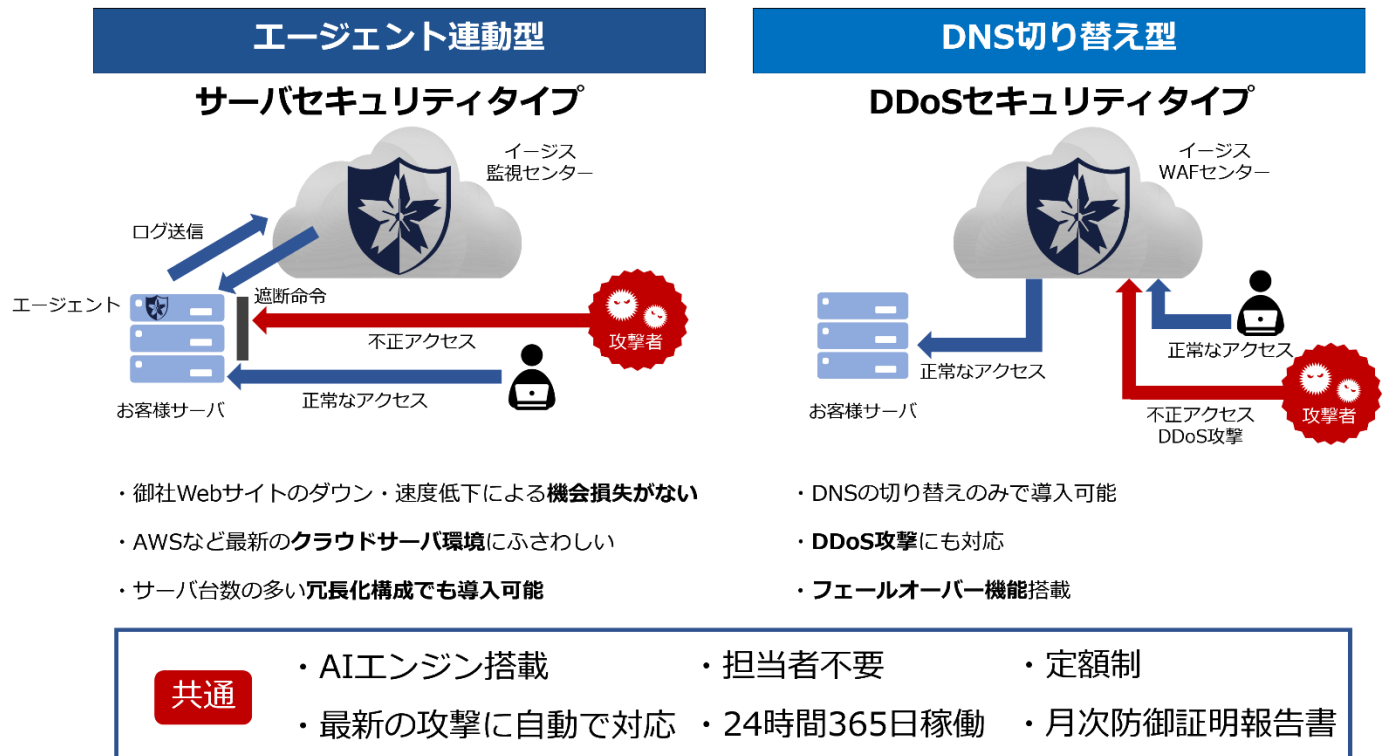 エージェント連動型
サーバセキュリティタイプ
イージス
監視センター
ログ送信
エージェント
遮断命令
不正アクセス
攻撃者
正常なアクセス
お客様サーバ
・御社Webサイトのダウン・速度低下による機会損失がない
・AWSなど最新のクラウドサーバ環境にふさわしい
・サーバ台数の多い冗長化構成でも導入可能
DNS切り替え型
DDoSセキュリティタイプ
イージス
WAFセンター
正常なアクセス
正常なアクセス
お客様サーバ
不正アクセス
DDoS攻撃
攻撃者
・DNSの切り替えのみで導入可能
・DDoS攻撃にも対応
・フェールオーバー機能搭載
共通
・AIエンジン搭載
・担当者不要
・定額制
・最新の攻撃に自動で対応
・24時間365日稼働
・月次防御証明報告書